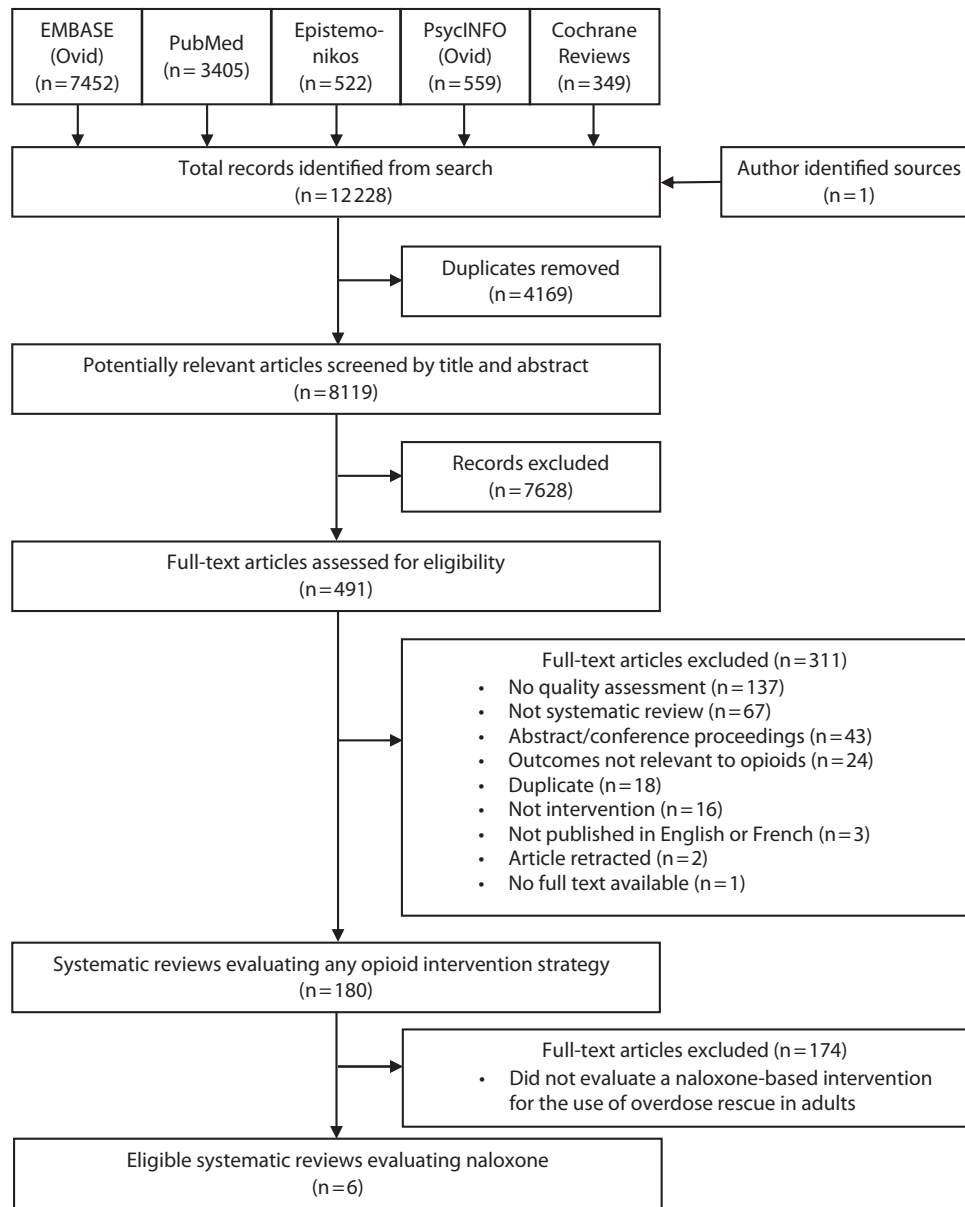 EMBASE
(Ovid)
(n=7452)
PubMed
(n= 3405)
Epistemo-
nikos
(n=522)
PsycINFO
(Ovid)
(n=559)
Cochrane
Reviews
(n=349)
Total records identified from search
(n=12228)
Author identified sources
(n=1)
Duplicates removed
(n=4169)
Potentially relevant articles screened by title and abstract
(n=8119)
Records excluded
(n=7628)
Full-text articles assessed for eligibility
(n=491)
Full-text articles excluded (n=311)
• No quality assessment (n=137)
• Not systematic review (n=67)
• Abstract/conference proceedings (n=43)
• Outcomes not relevant to opioids (n=24)
• Duplicate (n=18)
• Not intervention (n=16)
• Not published in English or French (n=3)
• Article retracted (n=2)
• No full text available (n=1)
Systematic reviews evaluating any opioid intervention strategy
(n=180)
Full-text articles excluded (n=174)
• Did not evaluate a naloxone-based intervention
for the use of overdose rescue in adults
Eligible systematic reviews evaluating naloxone
(n=6)